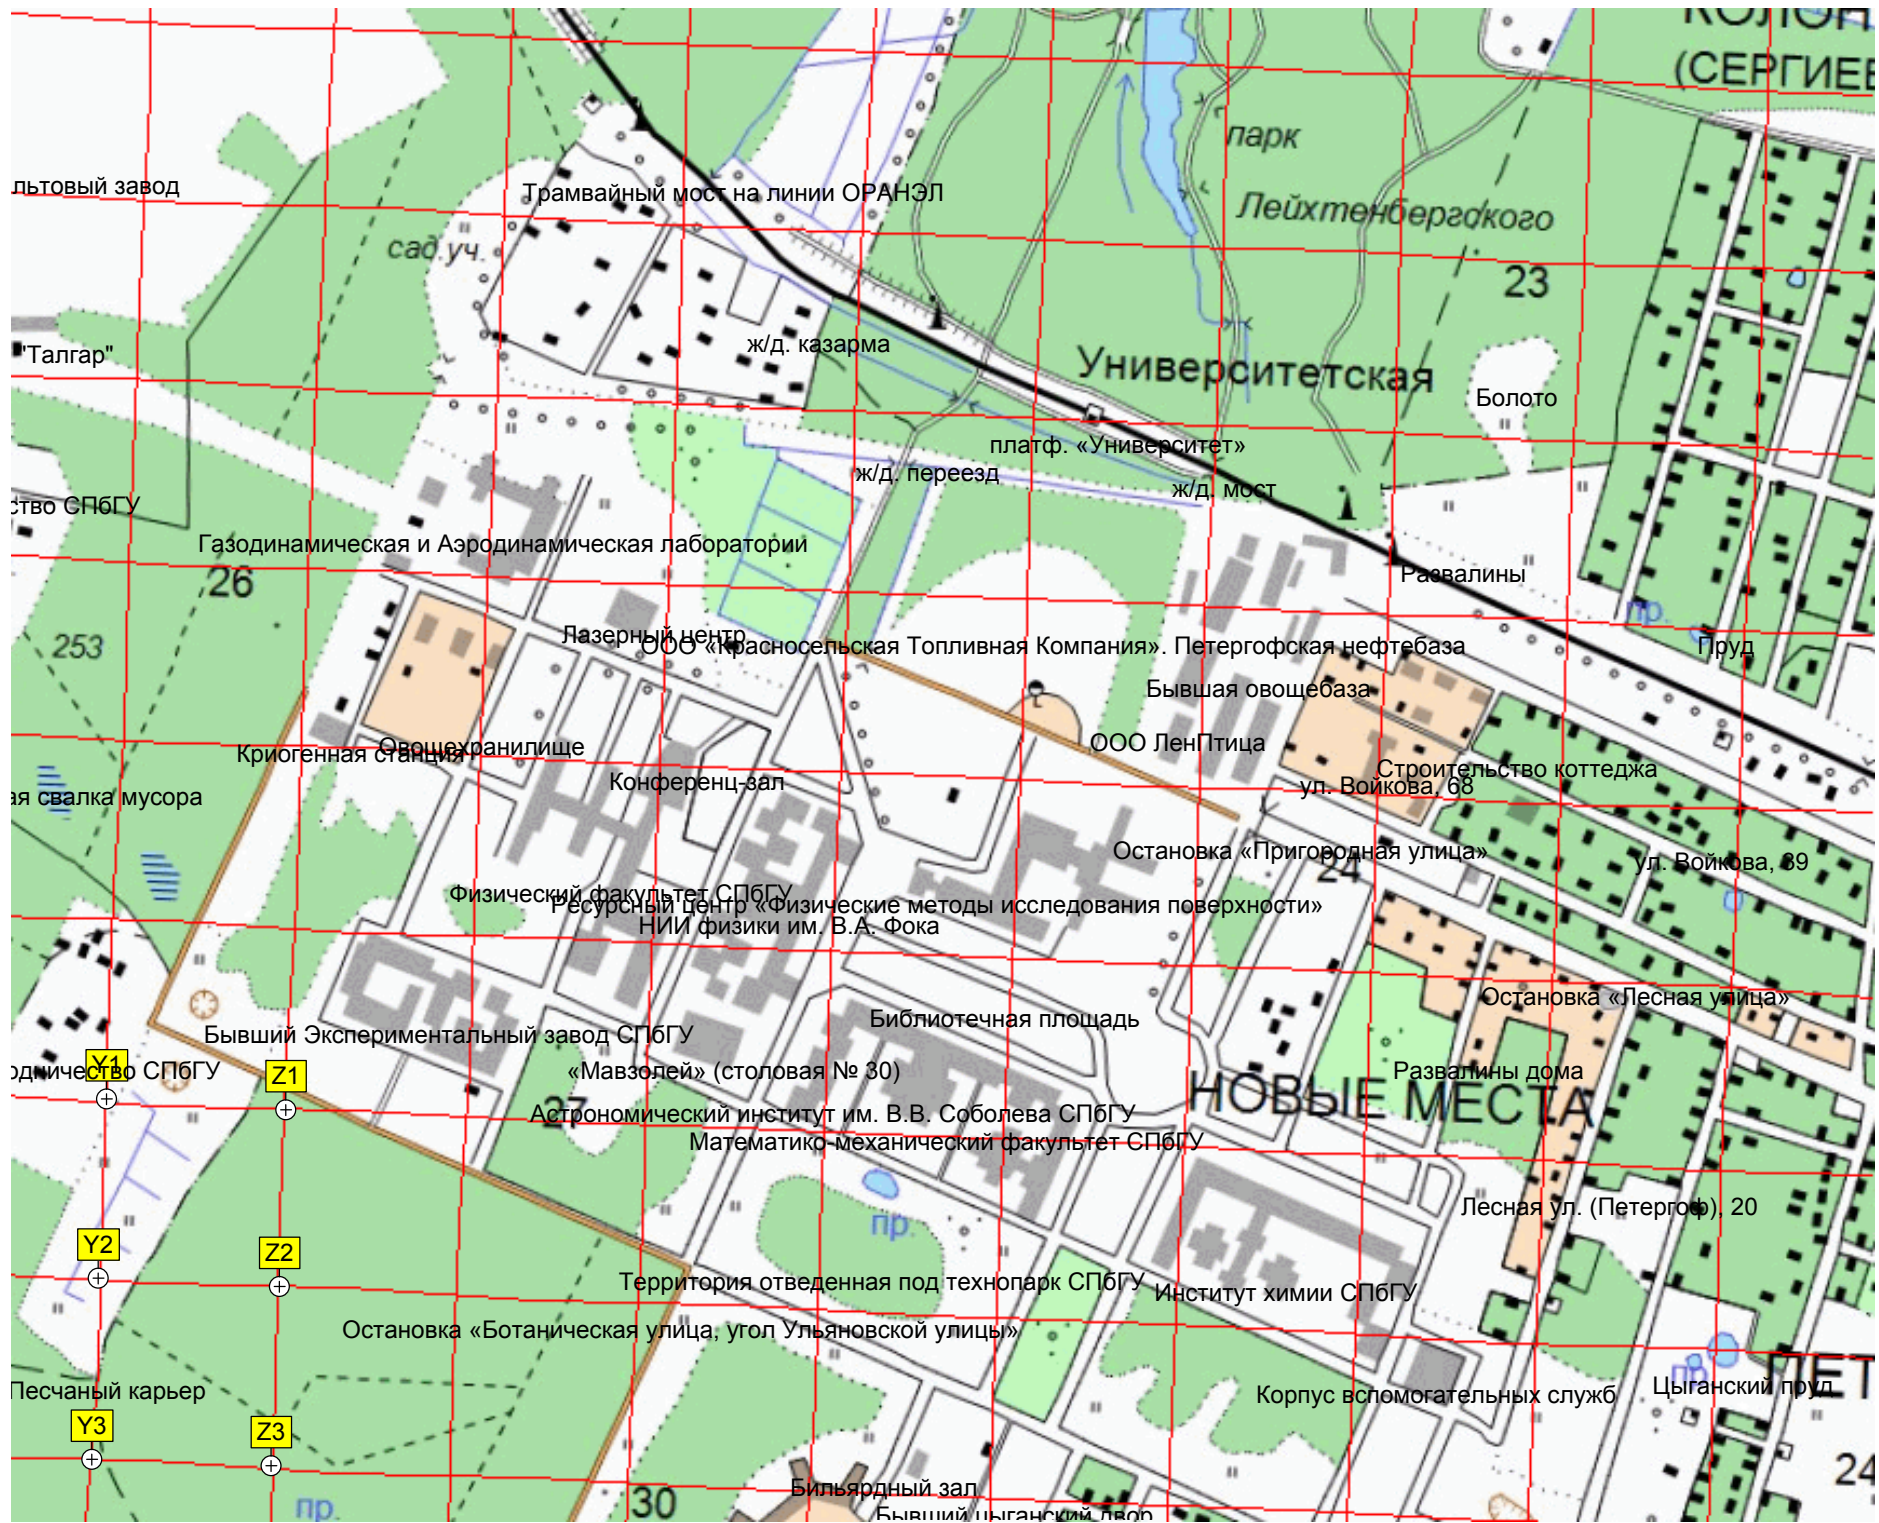 КОЛОН
(СЕРГИЕВ
парк
льтовый завод
Трамвайный мост на линии ОРАНЭЛ
Лейхтенбергского
сад.уч.
23
ж/д. казарма
"Талгар"
Университетская
Болото
платф. «Университет»
ж/д. переезд
ж/д. мост
ство СПбГУ
Газодинамическая и Аэродинамическая лаборатории
26
Развалины
пр.
253
Лазерный центр
ООО «Красносельская Топливная Компания». Петергофская нефтебаза
Пруд
Бывшая овощебаза
Овощехранилище
Криогенная станция
ООО ЛенПтица
Конференц-зал
Строительство коттеджа
ул. Войкова, 68
ая свалка мусора
Остановка «Пригородная улица»
24
ул. Войкова, 39
Физический факультет СПбГУ
Ресурсный центр «Физические методы исследования поверхности»
НИИ физики им. В.А. Фока
Остановка «Лесная улица»
Библиотечная площадь
Бывший Экспериментальный завод СПбГУ
Y1
одничество СПбГУ
Z1
«Мавзолей» (столовая № 30)
Развалины дома
НОВЫЕ МЕСТА
27
Астрономический институт им. В.В. Соболева СПбГУ
Математико-механический факультет СПбГУ
Лесная ул. (Петергоф), 20
пр.
Y2
Z2
Территория отведенная под технопарк СПбГУ
Институт химии СПбГУ
Остановка «Ботаническая улица, угол Ульяновской улицы»
Песчаный карьер
Корпус вспомогательных служб
пр.
Цыганский пруд
ПЕТ
Y3
Z3
24
Бильярдный зал
30
пр.
Бывший цыганский двор